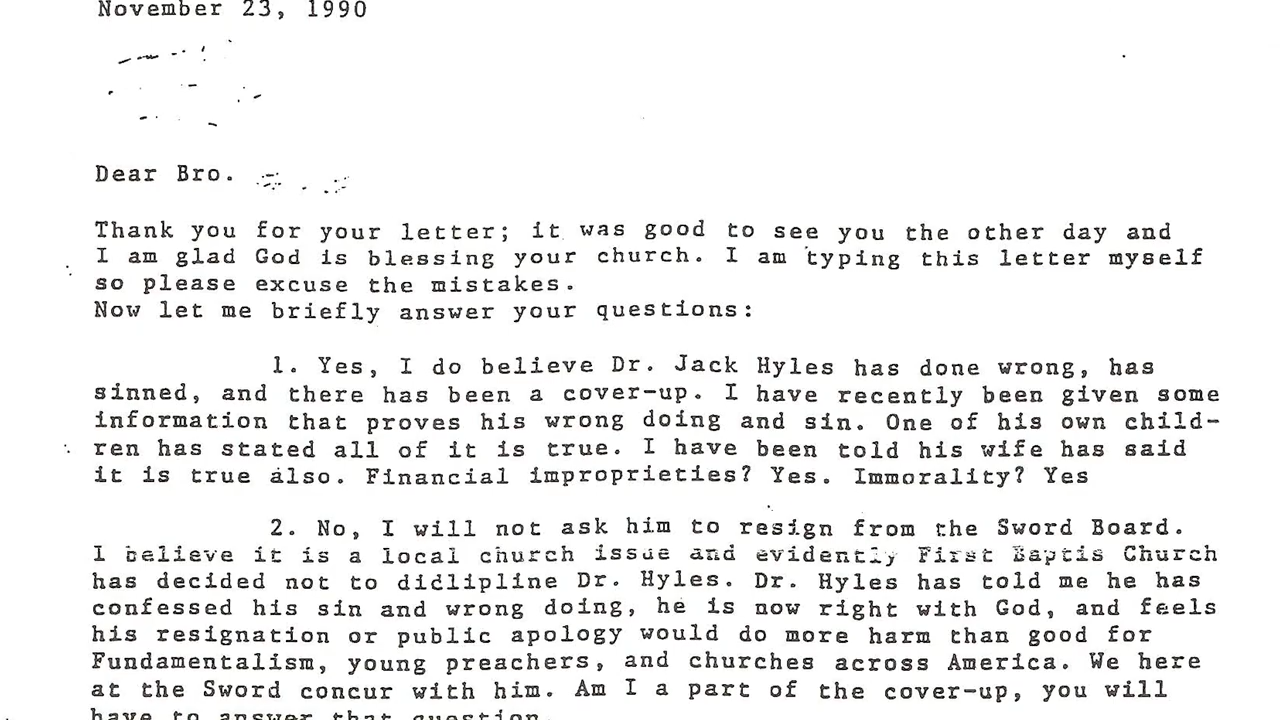 November 23, 1990
Dear Bro.
Thank you for your letter; it was good to see you the other day and
I am glad God is blessing your church. I am typing this letter myself
so please excuse the mistakes.
Now let me briefly answer your questions:
1. Yes, I do believe Dr. Jack Hyles has done wrong, has
sinned, and there has been a cover-up. I have recently been given some
information that proves his wrong doing and sin. One of his own child-
ren has stated all of it is true. I have been told his wife has said
it is true also. Financial improprieties? Yes. Immorality? Yes
2. No, I will not ask him to resign from the Sword Board.
I believe it is a local church issue and evidently First Baptis Church
has decided not to didlipline Dr. Hyles. Dr. Hyles has told me he has
confessed his sin and wrong doing, he is now right with God, and feels
his resignation or public apology would do more harm than good for
Fundamentalism, young preachers, and churches across America. We here
at the Sword concur with him. Am I a part of the cover-up, you will
have to answer that question.